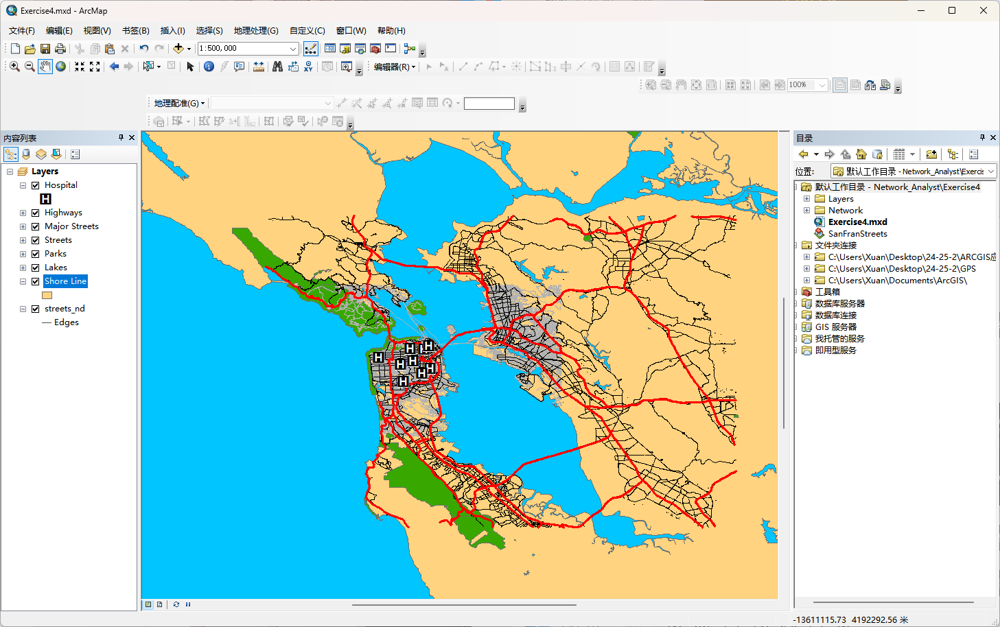 Exercise4.mxd - ArcMap
文件(F) 编辑(E) 视图(V) 书签(B) 插入(I) 选择(S) 地理处理(G) 自定义(C) 窗口(W) 帮助(H)
1:500,000
编辑器(R)
100%
地理配准(G)
内容列表
Layers
Hospital
H
Highways
Major Streets
Streets
Parks
Lakes
Shore Line
streets_nd
Edges
H H H H H H H H H
目录
位置: 默认工作目录 - Network_Analyst\Exercis
默认工作目录 - Network_Analyst\Exercise4
Layers
Network
Exercise4.mxd
SanFranStreets
文件夹连接
C:\Users\Xuan\Desktop\24-25-2\ARCGIS应
C:\Users\Xuan\Desktop\24-25-2\GPS
C:\Users\Xuan\Documents\ArcGIS\
工具箱
数据库服务器
数据库连接
GIS 服务器
我托管的服务
即用型服务
-13611115.73 4192292.56 米